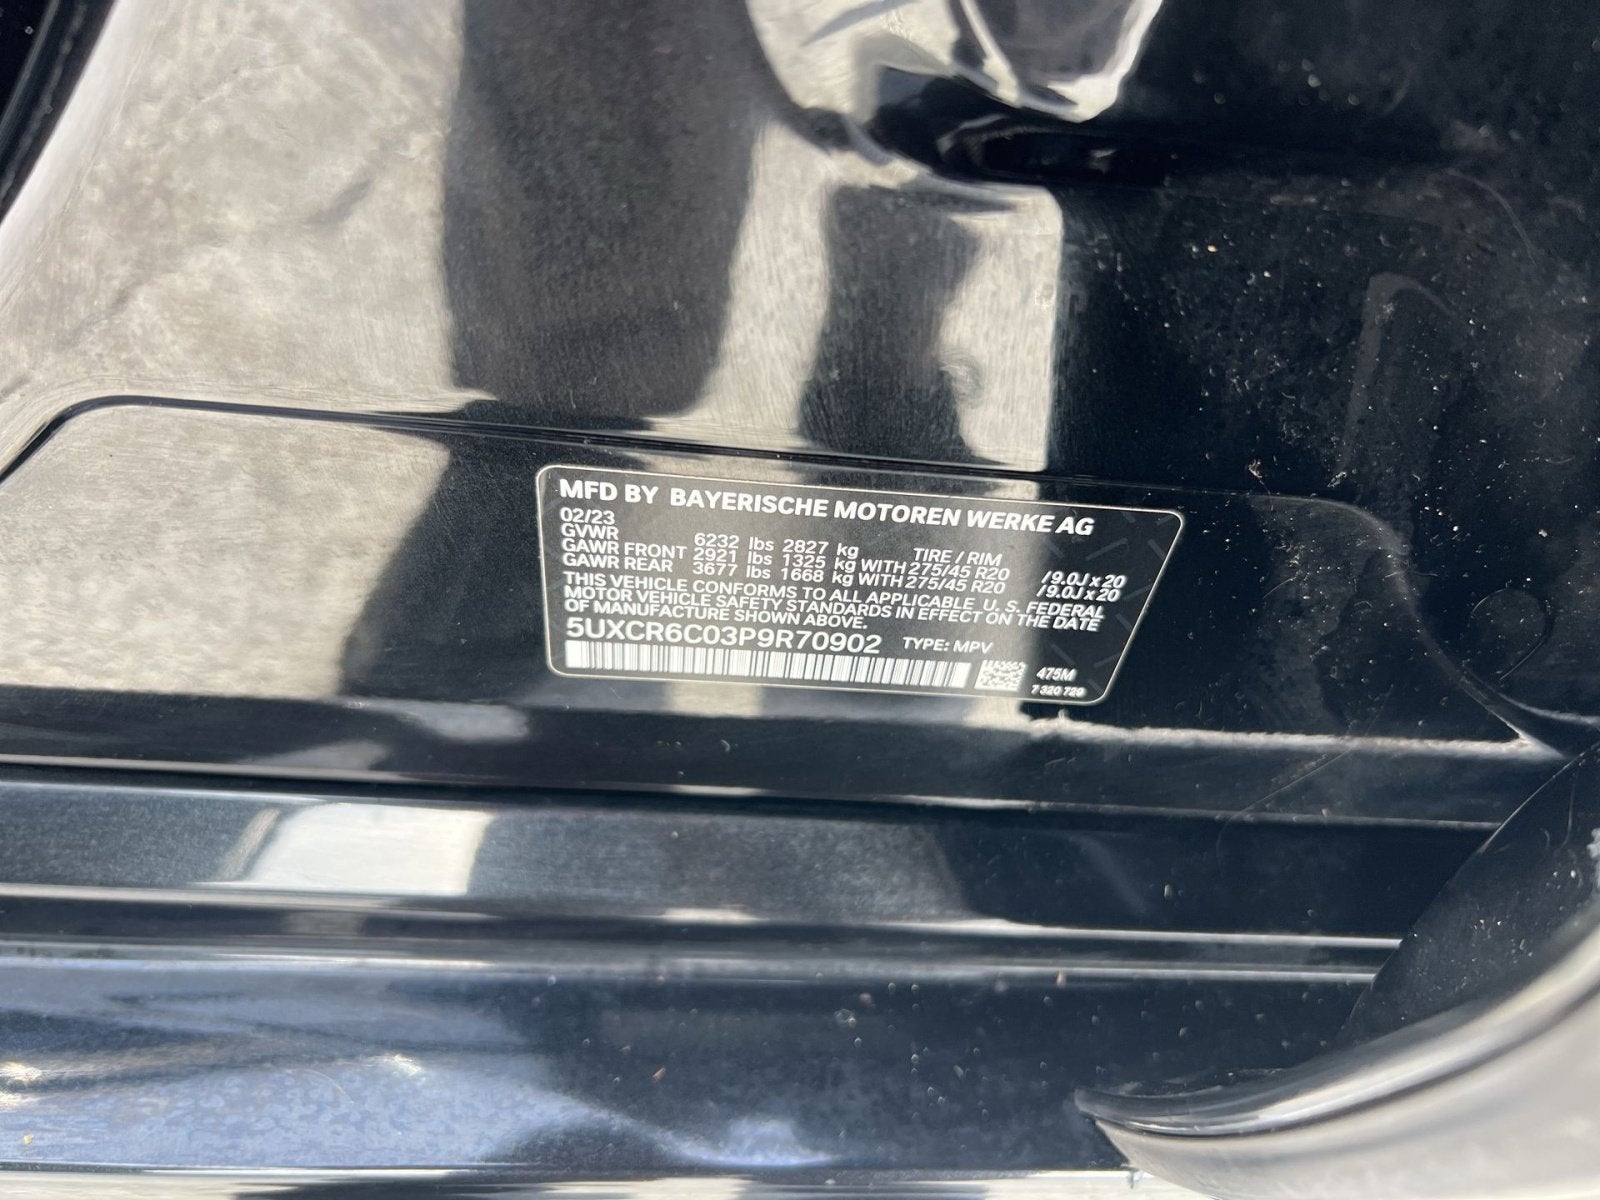 MFD BY BAYERISCHE MOTOREN WERKE AG
02/23
GVWR 6232 lbs 2827 kg TIRE / RIM
GAWR FRONT 2921 lbs 1325 kg WITH 275/45 R20 /9.0J x 20
GAWR REAR 3677 lbs 1668 kg WITH 275/45 R20 /9.0J x 20
THIS VEHICLE CONFORMS TO ALL APPLICABLE U. S. FEDERAL
MOTOR VEHICLE SAFETY STANDARDS IN EFFECT ON THE DATE
OF MANUFACTURE SHOWN ABOVE.
5UXCR6C03P9R70902 TYPE: MPV
475M
7 320 729